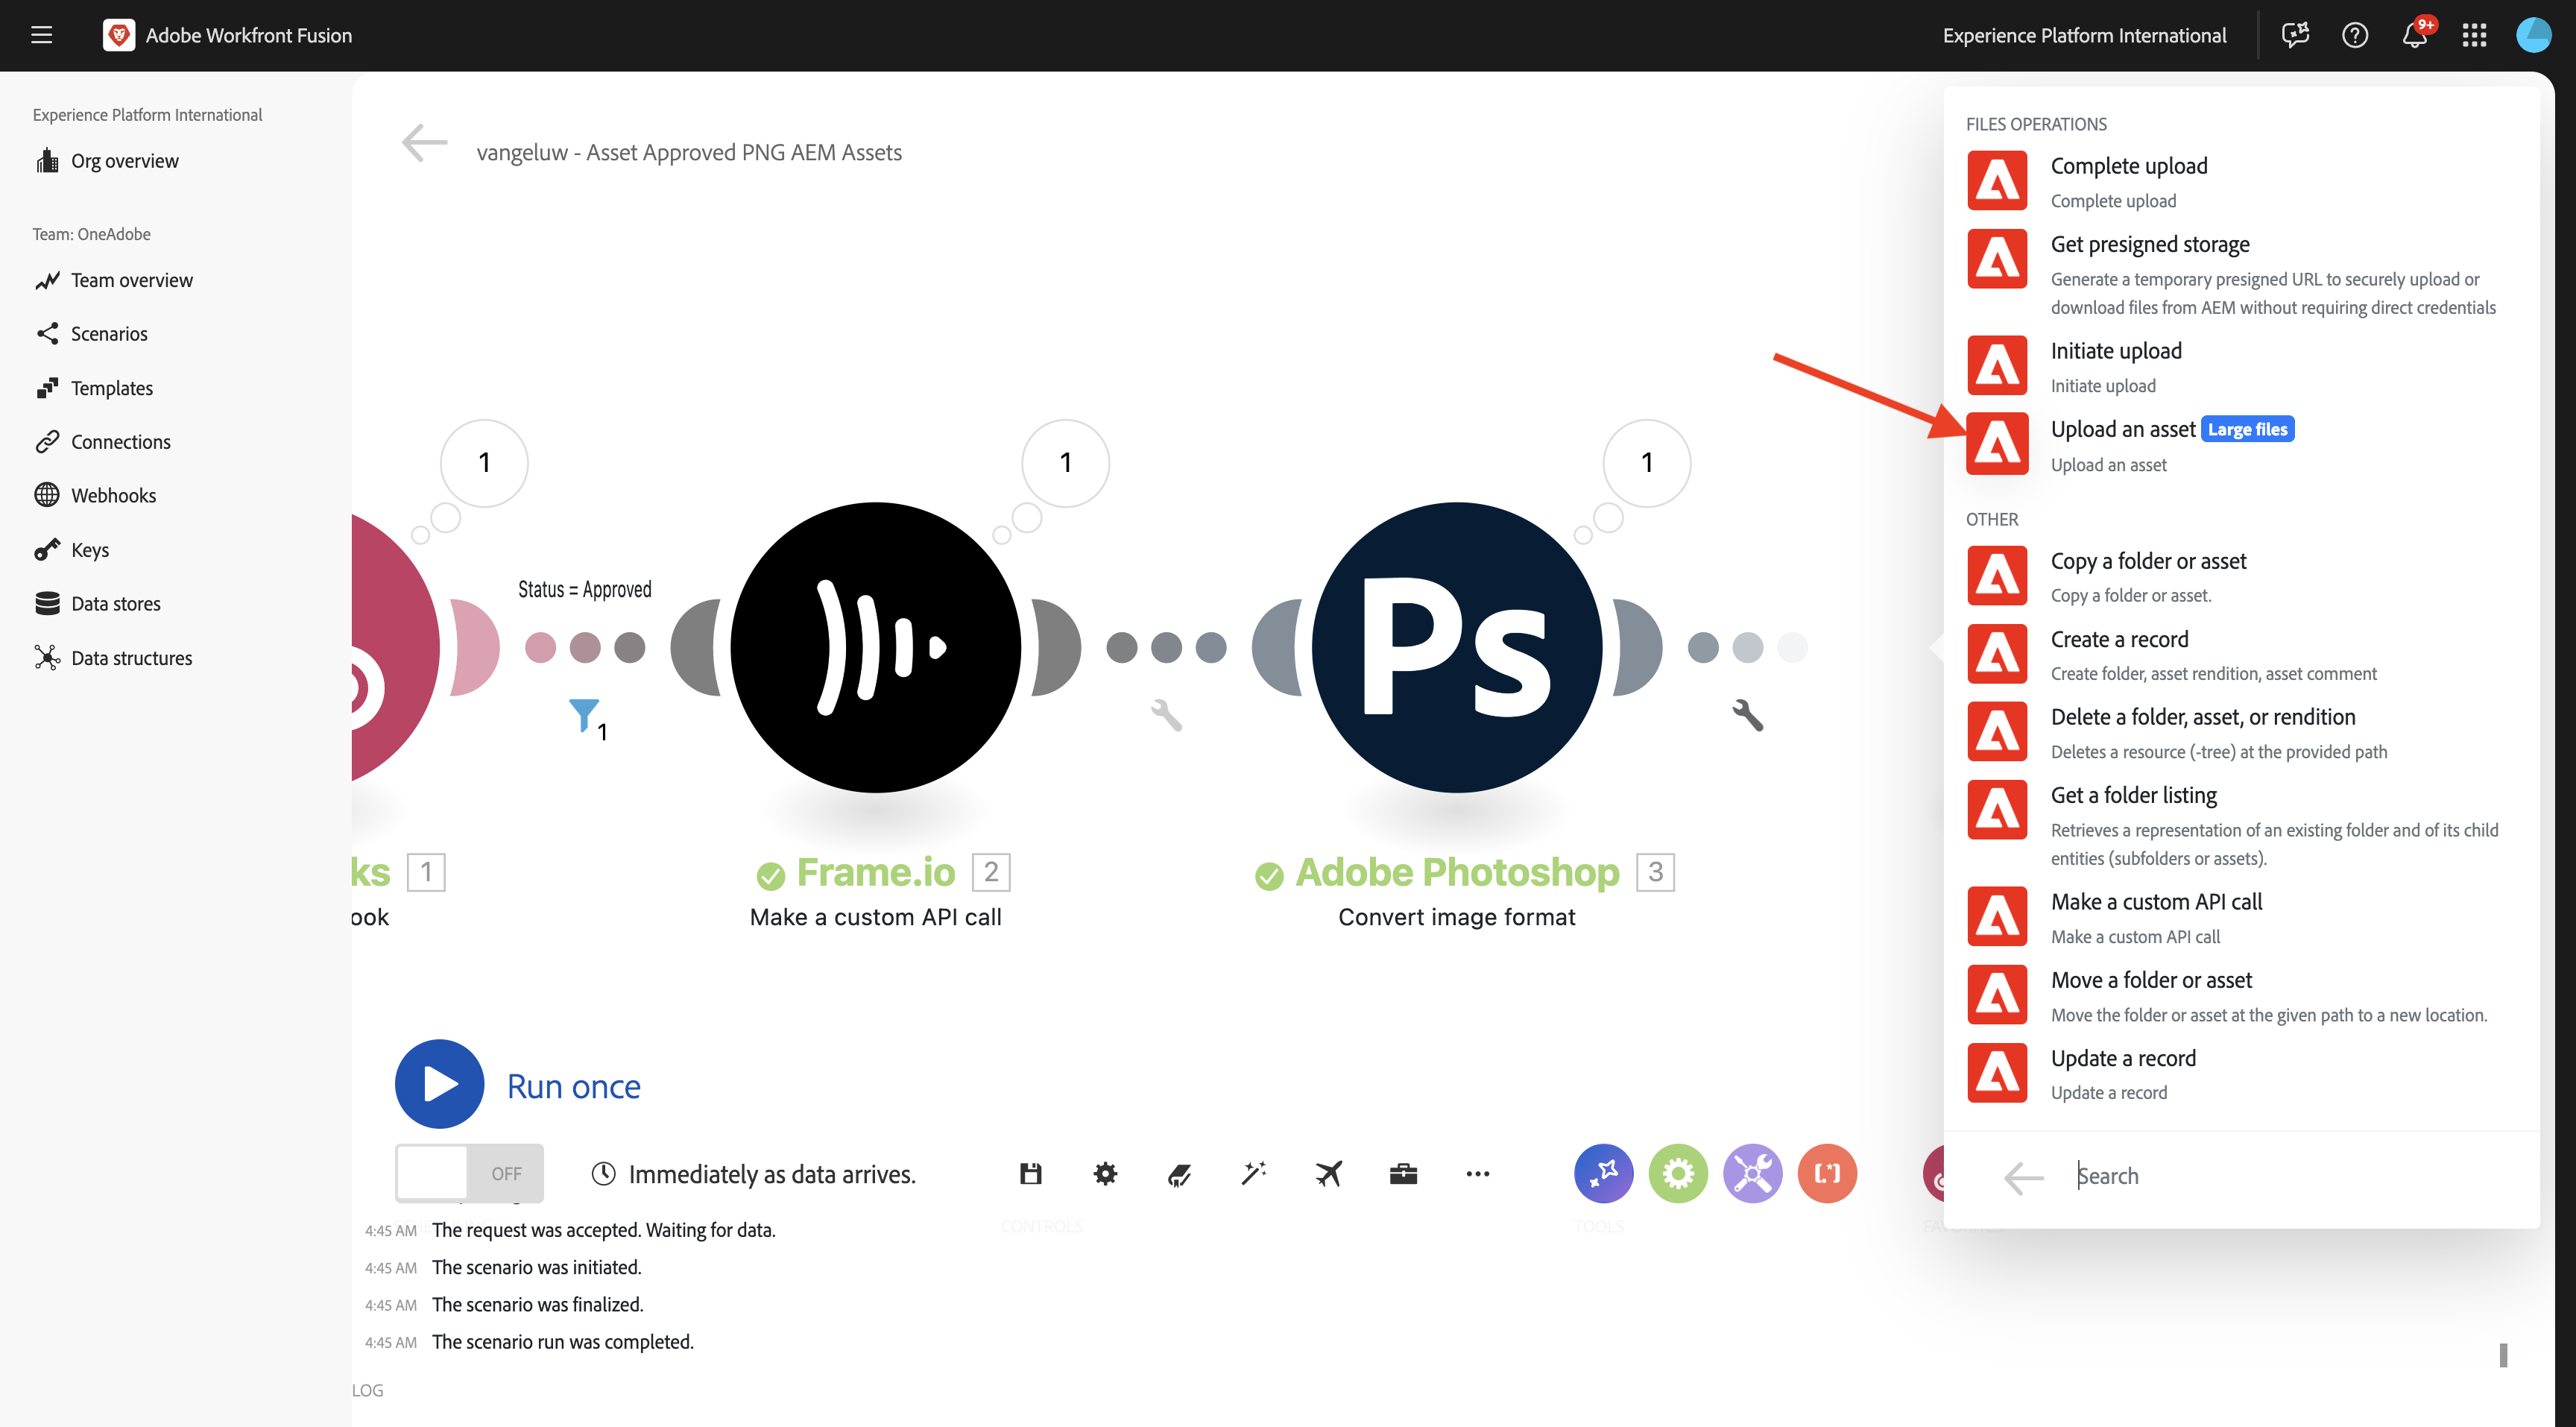 Adobe Workfront Fusion
Experience Platform International
9+
Experience Platform International
Org overview
Team: OneAdobe
Team overview
Scenarios
Templates
Connections
Webhooks
Keys
Data stores
Data structures
vangeluw - Asset Approved PNG AEM Assets
1
1
1
Status = Approved
1
Ps
ks 1
ook
Frame.io 2
Make a custom API call
Adobe Photoshop 3
Convert image format
Run once
OFF
Immediately as data arrives.
CONTROLS
TOOLS
4:45 AM The request was accepted. Waiting for data.
4:45 AM The scenario was initiated.
4:45 AM The scenario was finalized.
4:45 AM The scenario run was completed.
LOG
FILES OPERATIONS
Complete upload
Complete upload
Get presigned storage
Generate a temporary presigned URL to securely upload or
download files from AEM without requiring direct credentials
Initiate upload
Initiate upload
Upload an asset Large files
Upload an asset
OTHER
Copy a folder or asset
Copy a folder or asset.
Create a record
Create folder, asset rendition, asset comment
Delete a folder, asset, or rendition
Deletes a resource (-tree) at the provided path
Get a folder listing
Retrieves a representation of an existing folder and of its child
entities (subfolders or assets).
Make a custom API call
Make a custom API call
Move a folder or asset
Move the folder or asset at the given path to a new location.
Update a record
Update a record
Search